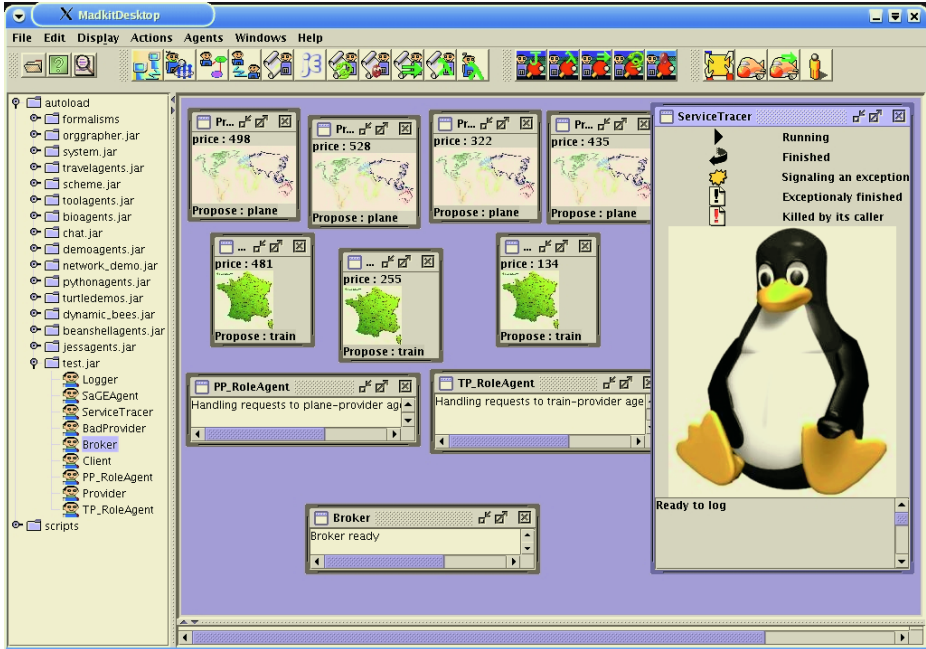 MadkitDesktop
File Edit Display Actions Agents Windows Help
autoload
formalisms
orggrapher.jar
system.jar
travelagents.jar
scheme.jar
toolagents.jar
bioagents.jar
chat.jar
demoagents.jar
network_demo.jar
pythonagents.jar
turtledemos.jar
dynamic_bees.jar
beanshellagents.jar
jessagents.jar
test.jar
Logger
SaGEAgent
ServiceTracer
BadProvider
Broker
Client
PP_RoleAgent
Provider
TP_RoleAgent
scripts
Pr...
price : 498
Propose : plane
Pr...
price : 528
Propose : plane
Pr...
price : 322
Propose : plane
Pr...
price : 435
Propose : plane
...
price : 481
Propose : train
...
price : 255
Propose : train
...
price : 134
Propose : train
PP_RoleAgent
Handling requests to plane-provider ag
TP_RoleAgent
Handling requests to train-provider age
Broker
Broker ready
ServiceTracer
Running
Finished
Signaling an exception
Exceptionaly finished
Killed by its caller
Ready to log